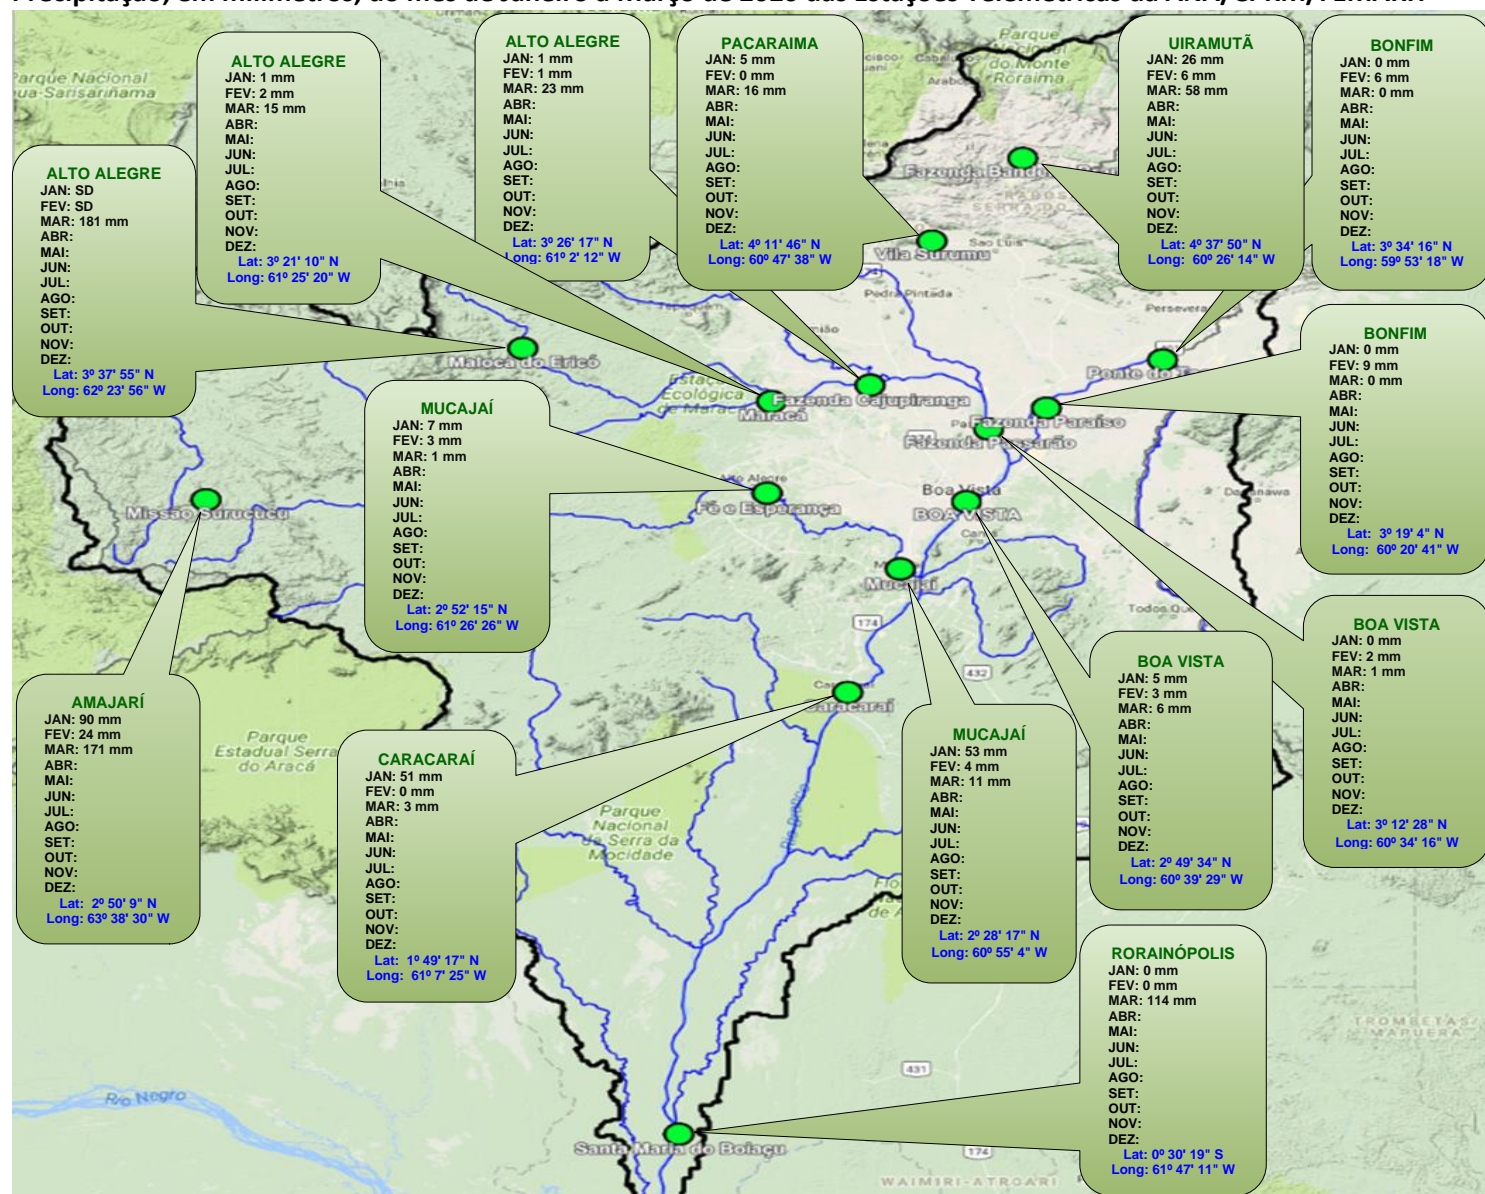 ALTO ALEGRE
JAN: 1 mm
FEV: 2 mm
MAR: 15 mm
ABR:
MAI:
JUN:
JUL:
AGO:
SET:
OUT:
NOV:
DEZ:
Lat: 3º 21' 10" N
Long: 61º 25' 20" W
ALTO ALEGRE
JAN: 1 mm
FEV: 1 mm
MAR: 23 mm
ABR:
MAI:
JUN:
JUL:
AGO:
SET:
OUT:
NOV:
DEZ:
Lat: 3º 26' 17" N
Long: 61º 2' 12" W
PACARAIMA
JAN: 5 mm
FEV: 0 mm
MAR: 16 mm
ABR:
MAI:
JUN:
JUL:
AGO:
SET:
OUT:
NOV:
DEZ:
Lat: 4º 11' 46" N
Long: 60º 47' 38" W
UIRAMUTÃ
JAN: 26 mm
FEV: 6 mm
MAR: 58 mm
ABR:
MAI:
JUN:
JUL:
AGO:
SET:
OUT:
NOV:
DEZ:
Lat: 4º 37' 50" N
Long: 60º 26' 14" W
BONFIM
JAN: 0 mm
FEV: 6 mm
MAR: 0 mm
ABR:
MAI:
JUN:
JUL:
AGO:
SET:
OUT:
NOV:
DEZ:
Lat: 3º 34' 16" N
Long: 59º 53' 18" W
ALTO ALEGRE
JAN: SD
FEV: SD
MAR: 181 mm
ABR:
MAI:
JUN:
JUL:
AGO:
SET:
OUT:
NOV:
DEZ:
Lat: 3º 37' 55" N
Long: 62º 23' 56" W
BONFIM
JAN: 0 mm
FEV: 9 mm
MAR: 0 mm
ABR:
MAI:
JUN:
JUL:
AGO:
SET:
OUT:
NOV:
DEZ:
Lat: 3º 19' 4" N
Long: 60º 20' 41" W
MUCAJAÍ
JAN: 7 mm
FEV: 3 mm
MAR: 1 mm
ABR:
MAI:
JUN:
JUL:
AGO:
SET:
OUT:
NOV:
DEZ:
Lat: 2º 52' 15" N
Long: 61º 26' 26" W
BOA VISTA
JAN: 0 mm
FEV: 2 mm
MAR: 1 mm
ABR:
MAI:
JUN:
JUL:
AGO:
SET:
OUT:
NOV:
DEZ:
Lat: 3º 12' 28" N
Long: 60º 34' 16" W
BOA VISTA
JAN: 5 mm
FEV: 3 mm
MAR: 6 mm
ABR:
MAI:
JUN:
JUL:
AGO:
SET:
OUT:
NOV:
DEZ:
Lat: 2º 49' 34" N
Long: 60º 39' 29" W
AMAJARÍ
JAN: 90 mm
FEV: 24 mm
MAR: 171 mm
ABR:
MAI:
JUN:
JUL:
AGO:
SET:
OUT:
NOV:
DEZ:
Lat: 2º 50' 9" N
Long: 63º 38' 30" W
CARACARAÍ
JAN: 51 mm
FEV: 0 mm
MAR: 3 mm
ABR:
MAI:
JUN:
JUL:
AGO:
SET:
OUT:
NOV:
DEZ:
Lat: 1º 49' 17" N
Long: 61º 7' 25" W
MUCAJAÍ
JAN: 53 mm
FEV: 4 mm
MAR: 11 mm
ABR:
MAI:
JUN:
JUL:
AGO:
SET:
OUT:
NOV:
DEZ:
Lat: 2º 28' 17" N
Long: 60º 55' 4" W
RORAINÓPOLIS
JAN: 0 mm
FEV: 0 mm
MAR: 114 mm
ABR:
MAI:
JUN:
JUL:
AGO:
SET:
OUT:
NOV:
DEZ:
Lat: 0º 30' 19" S
Long: 61º 47' 11" W
Parque Nacional
Parque
do Monte
Roraima
Fazenda
Vila Surumu
Sao Luis
Pedra Pintada
Maloca do Ericó
Ecológica
Maracá
Fazenda Cajupiranga
Ponte do
Fazenda Paraíso
Fazenda Passarão
Missão Surucucu
Fé e Esperança
Boa Vista
BOA VISTA
Mucajaí
174
432
Caracaraí
Parque
Estadual Serra
do Aracá
Parque
Nacional
da Serra da
Mocidade
Rio Branco
Rio Negro
431
174
Santa Maria do Boiaçu
TROMBETAS/
MAPUERA
WAIMIRI-ATROARI